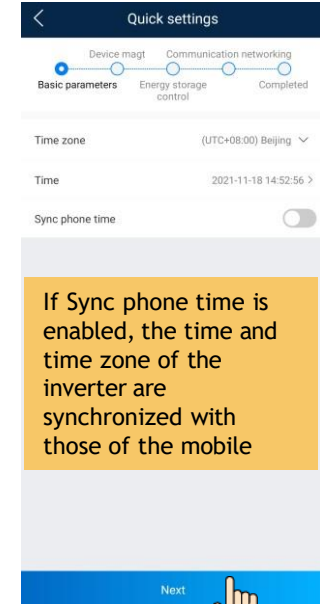 Quick settings
Device magt Communication networking
Basic parameters Energy storage control Completed
Time zone (UTC+08:00) Beijing
Time 2021-11-18 14:52:56 >
Sync phone time
If Sync phone time is
enabled, the time and
time zone of the
inverter are
synchronized with
those of the mobile
Next